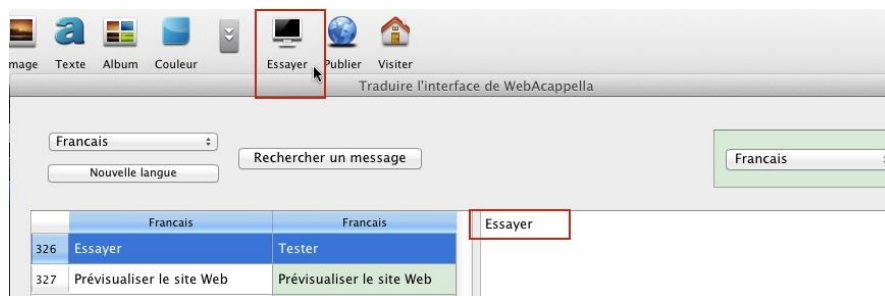 mage Texte Album Couleur Essayer Publier Visiter
Traduire l'interface de WebAcappella
Francais
Nouvelle langue
Rechercher un message
Francais
Francais Francais
Essayer
326 Essayer Tester
327 Prévisualiser le site Web Prévisualiser le site Web